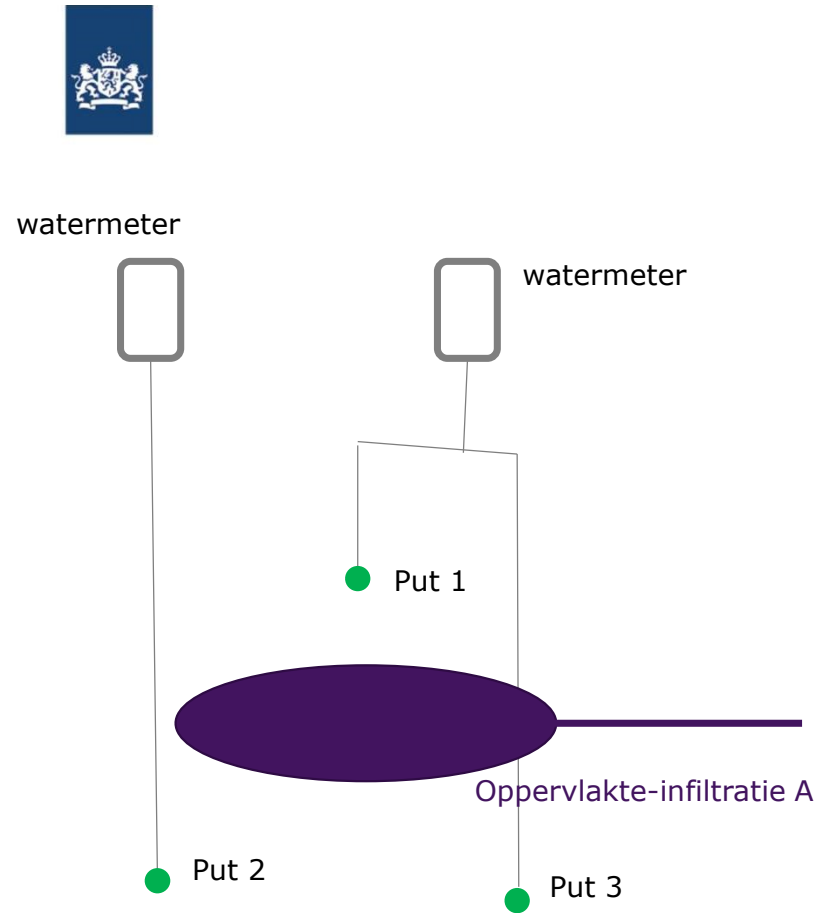 watermeter
watermeter
Put 1
Oppervlakte-infiltratie A
Put 2
Put 3